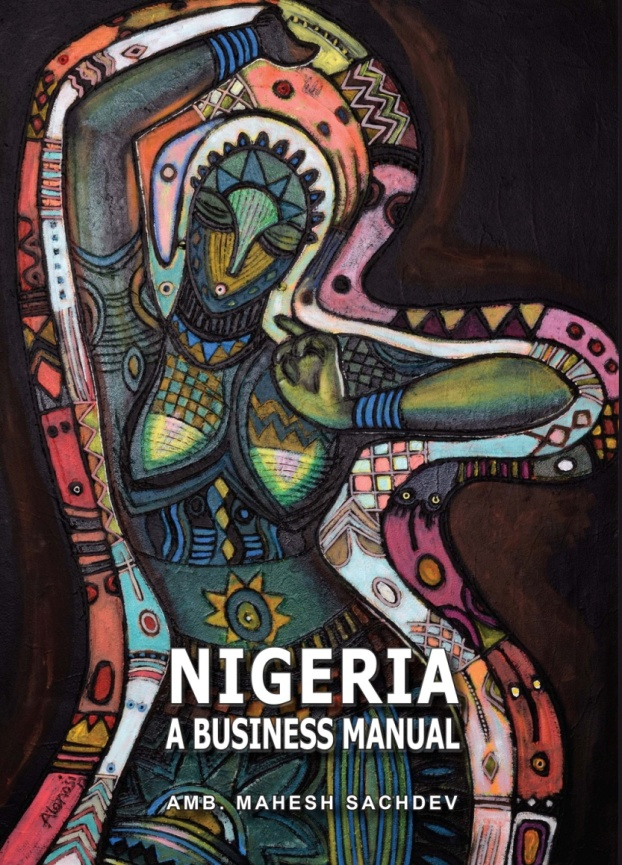 NIGERIA
A BUSINESS MANUAL
AMB. MAHESH SACHDEV